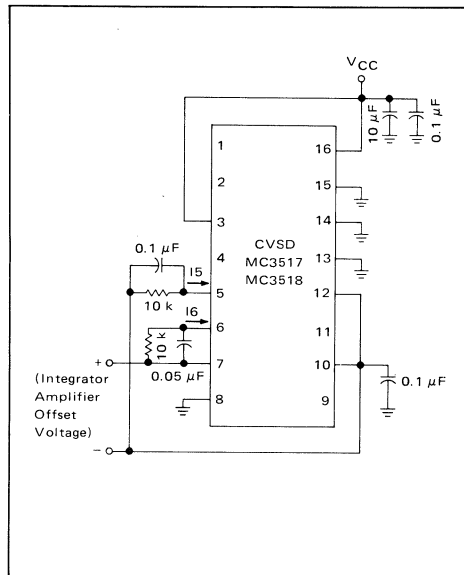 VCC
10 µF
0.1 µF
1
16
2
15
3
14
4
CVSD
MC3517
MC3518
13
0.1 µF
I5
12
5
10 k
I6
11
6
10 k
+
7
10
0.05 µF
0.1 µF
(Integrator
Amplifier
Offset
Voltage)
8
9
-